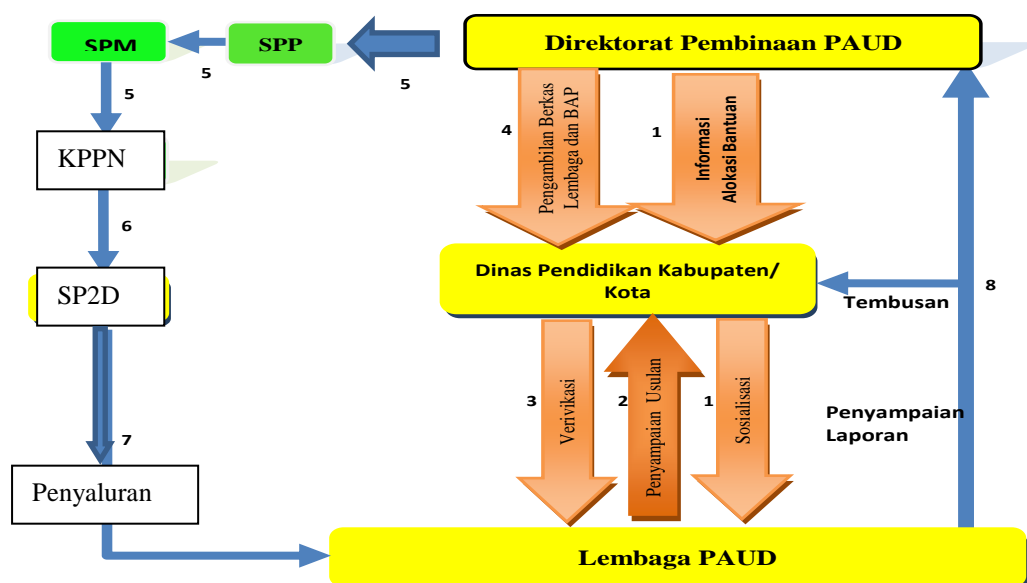 SPM
SPP
Direktorat Pembinaan PAUD
5
5
5
4
Pengambilan Berkas
Lembaga dan BAP
1
Informasi
Alokasi Bantuan
KPPN
6
Dinas Pendidikan Kabupaten/
Kota
SP2D
Tembusan
8
3
Verivikasi
2
Penyampaian Usulan
1
Sosialisasi
Penyampaian
Laporan
7
Penyaluran
Lembaga PAUD